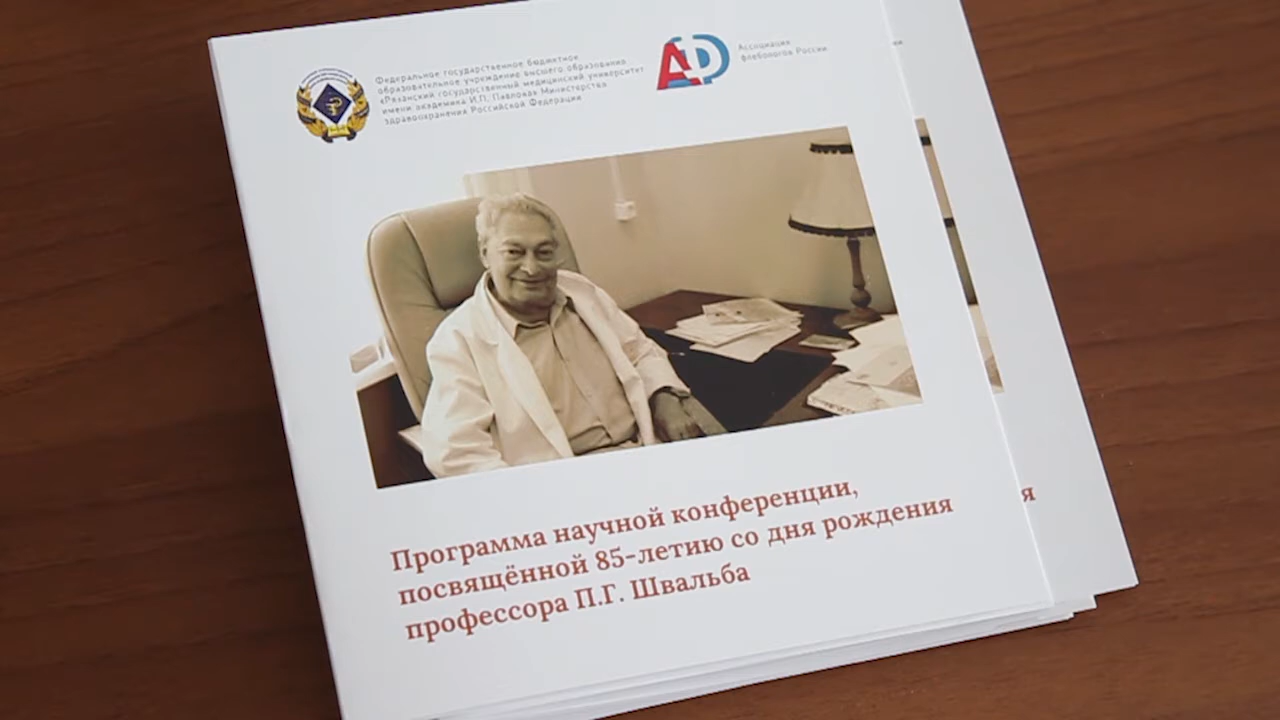 Федеральное государственное бюджетное
образовательное учреждение высшего образования
«Рязанский государственный медицинский университет
имени академика И.П. Павлова» Министерства
здравоохранения Российской Федерации
АФ
Ассоциация
флебологов России
Программа научной конференции,
посвящённой 85-летию со дня рождения
профессора П.Г. Швальба
я